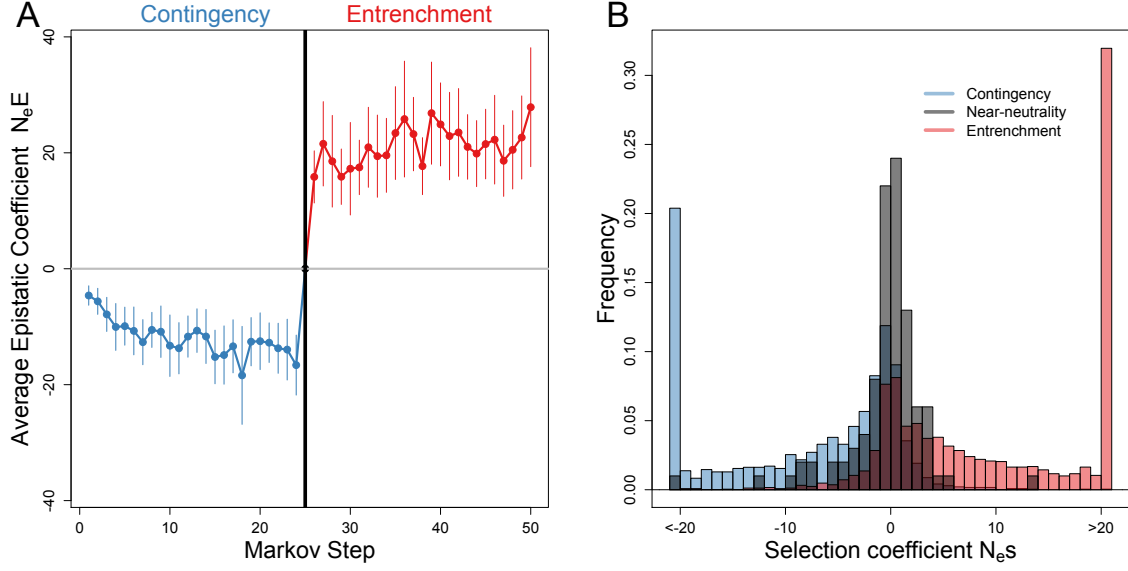 A
Contingency
Entrenchment
Average Epistatic Coefficient NₑE
40
20
0
-20
-40
0
10
20
30
40
50
Markov Step
B
Frequency
0.30
0.25
0.20
0.15
0.10
0.05
0.00
Contingency
Near-neutrality
Entrenchment
<-20
-10
0
10
>20
Selection coefficient Nₑs